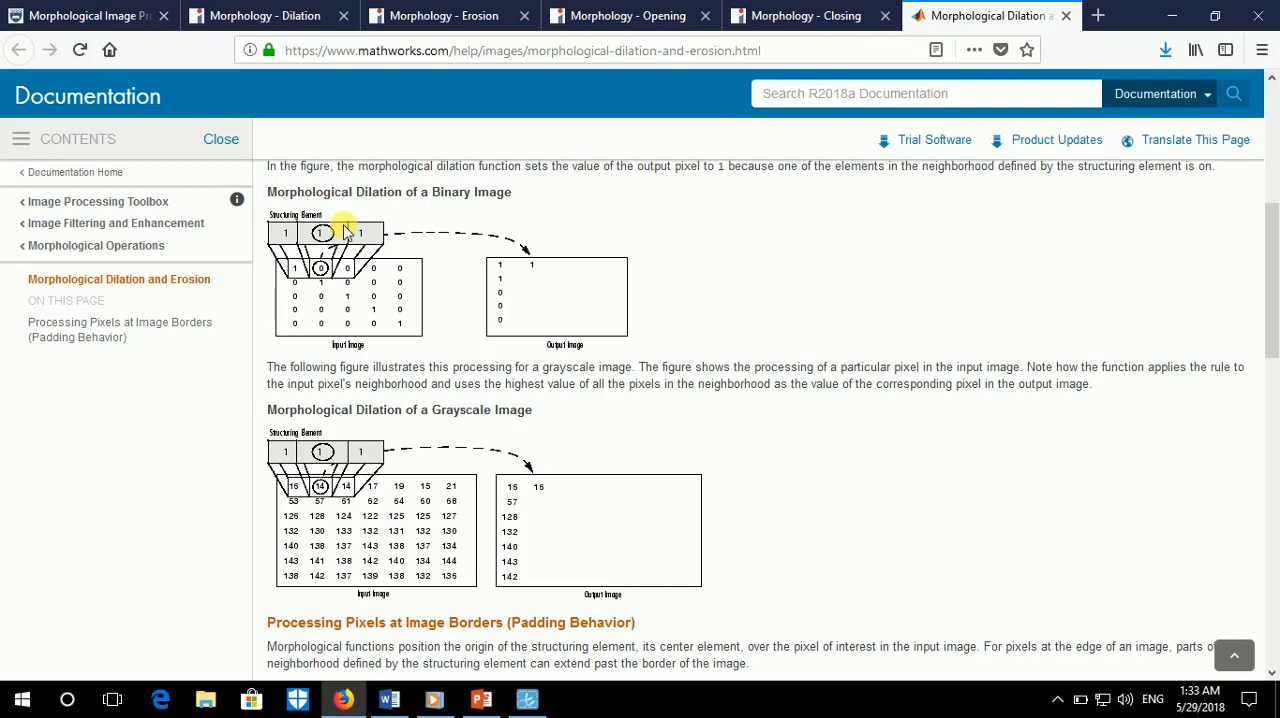 Morphological Image Pr
Morphology - Dilation
Morphology - Erosion
Morphology - Opening
Morphology - Closing
Morphological Dilation a
https://www.mathworks.com/help/images/morphological-dilation-and-erosion.html
Documentation
Search R2018a Documentation
Documentation
CONTENTS
Close
Trial Software
Product Updates
Translate This Page
Documentation Home
Image Processing Toolbox
Image Filtering and Enhancement
Morphological Operations
Morphological Dilation and Erosion
ON THIS PAGE
Processing Pixels at Image Borders
(Padding Behavior)
In the figure, the morphological dilation function sets the value of the output pixel to 1 because one of the elements in the neighborhood defined by the structuring element is on.
Morphological Dilation of a Binary Image
Structuring Element
1 1 1
1 0 0 0 0
0 1 0 0 0
0 0 1 0 0
0 0 0 1 0
0 0 0 0 1
Input Image
1 1
1
0
0
0
Output Image
The following figure illustrates this processing for a grayscale image. The figure shows the processing of a particular pixel in the input image. Note how the function applies the rule to
the input pixel's neighborhood and uses the highest value of all the pixels in the neighborhood as the value of the corresponding pixel in the output image.
Morphological Dilation of a Grayscale Image
Structuring Element
1 1 1
16 14 14 17 19 15 21
53 57 61 62 64 60 68
126 128 124 122 125 125 127
132 130 133 132 131 132 130
140 138 137 143 138 137 134
143 141 138 142 140 134 144
138 142 137 139 138 132 136
Input Image
16 16
57
128
132
140
143
142
Output Image
Processing Pixels at Image Borders (Padding Behavior)
Morphological functions position the origin of the structuring element, its center element, over the pixel of interest in the input image. For pixels at the edge of an image, parts of
neighborhood defined by the structuring element can extend past the border of the image.
ENG
1:33 AM
5/29/2018